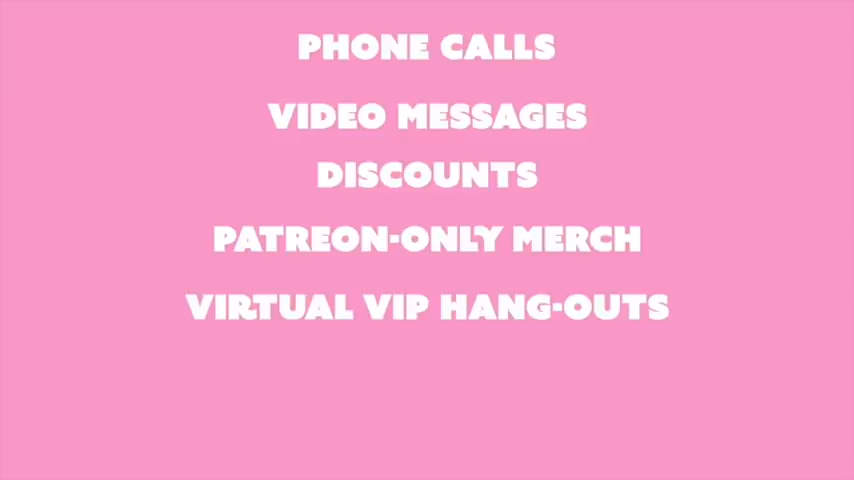 PHONE CALLS
VIDEO MESSAGES
DISCOUNTS
PATREON-ONLY MERCH
VIRTUAL VIP HANG-OUTS